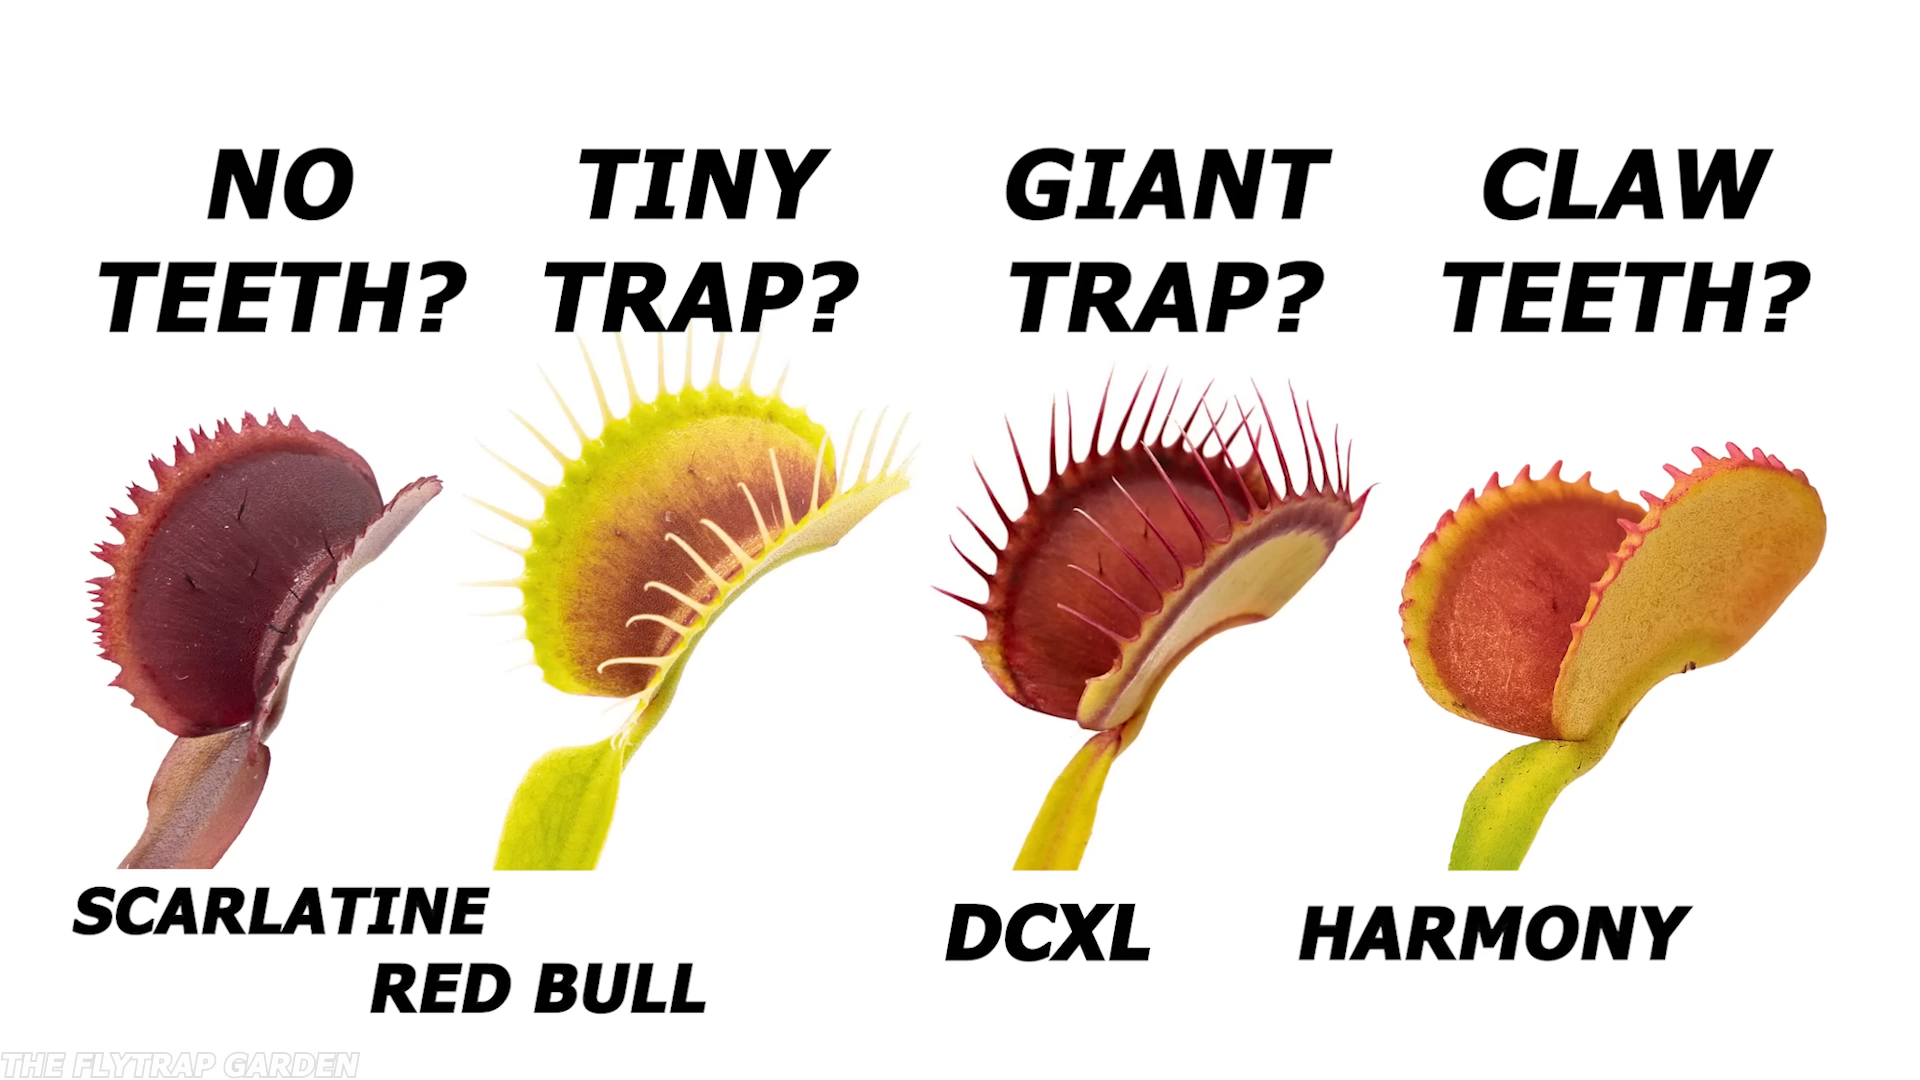 NO
TEETH?
TINY
TRAP?
GIANT
TRAP?
CLAW
TEETH?
SCARLATINE
RED BULL
DCXL
HARMONY
THE FLYTRAP GARDEN